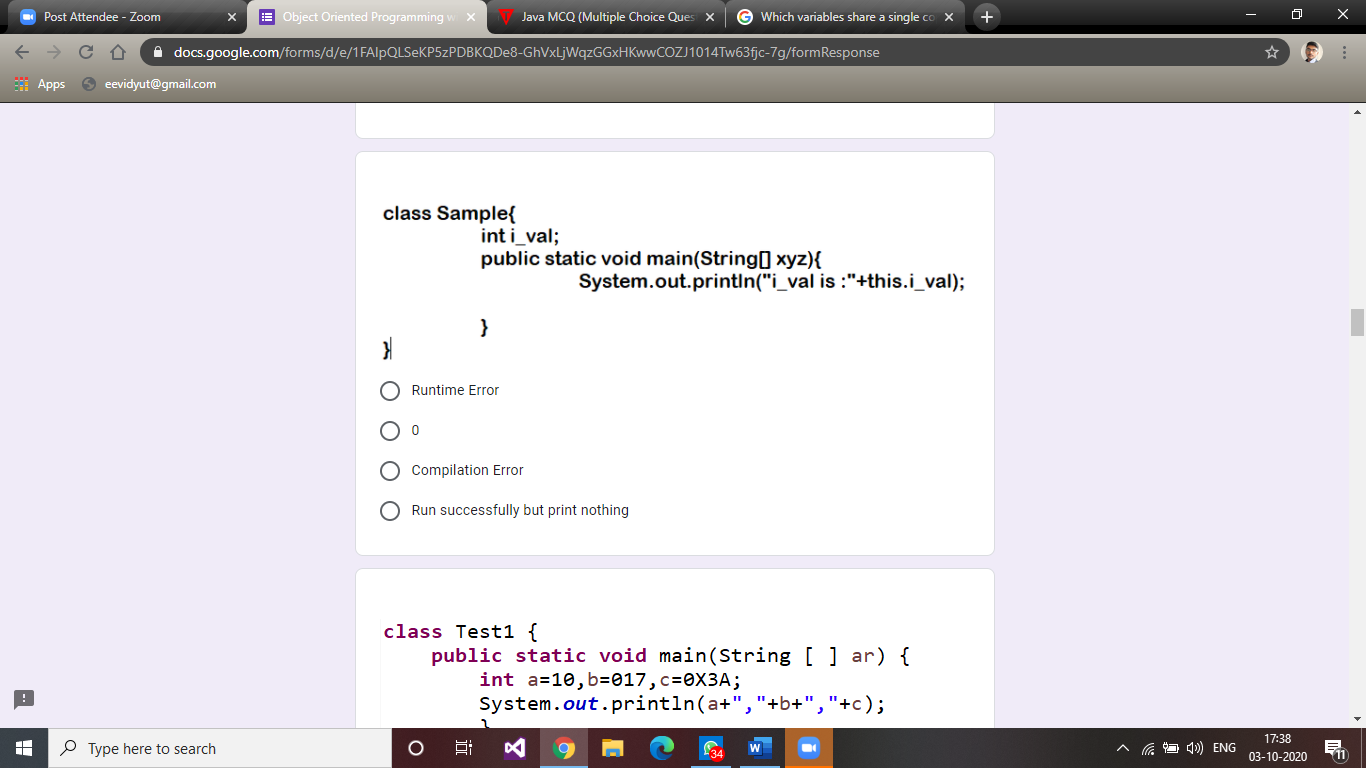 Post Attendee - Zoom
Object Oriented Programming w
Java MCQ (Multiple Choice Ques
Which variables share a single co
docs.google.com/forms/d/e/1FAIpQLSeKP5zPDBKQDe8-GhVxLjWqzGGxHKwwCOZJ1014Tw63fjc-7g/formResponse
Apps
eevidyut@gmail.com
class Sample{
int i_val;
public static void main(String[] xyz){
System.out.println("i_val is :"+this.i_val);
}
}
Runtime Error
0
Compilation Error
Run successfully but print nothing
class Test1 {
public static void main(String [ ] ar) {
int a=10,b=017,c=0X3A;
System.out.println(a+","+b+","+c);
}
Type here to search
34
ENG
17:38
03-10-2020
11